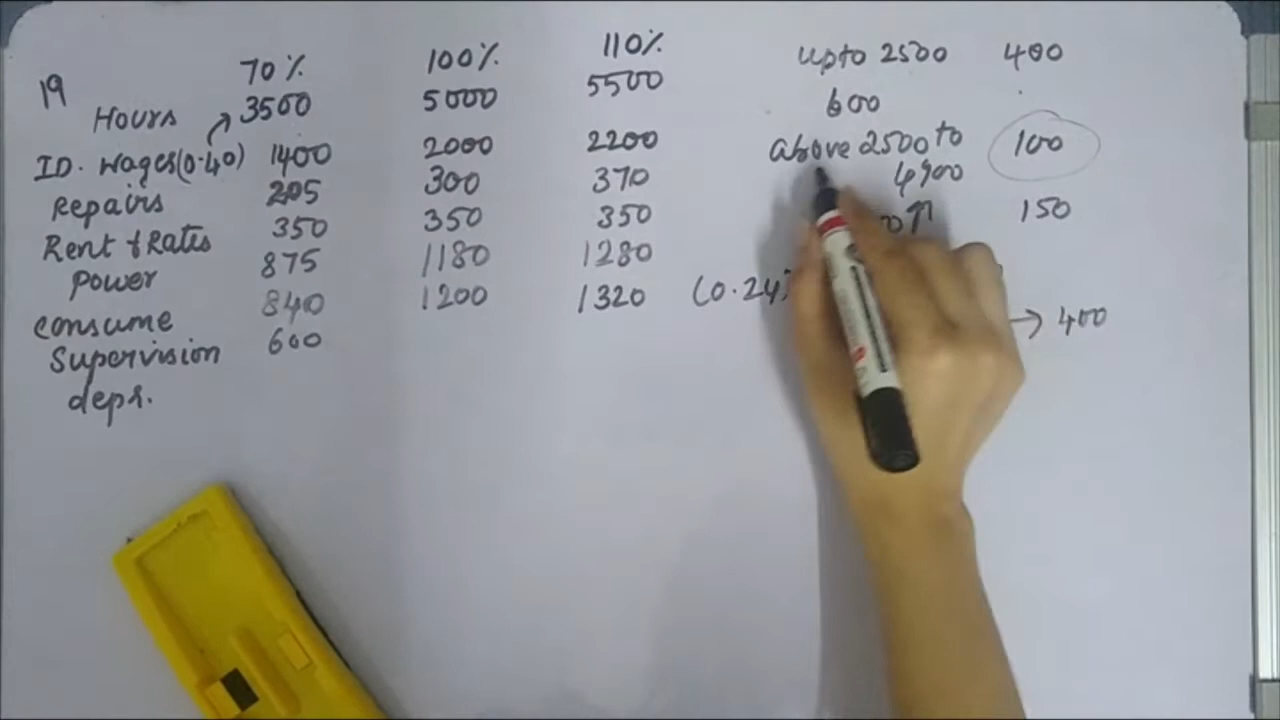 19 70% 100% 110%
Hours 3500 5000 5500
ID. Wages(0.40) 1400 2000 2200
Repairs 205 300 370
Rent & Rates 350 350 350
Power 875 1180 1280
Consume 840 1200 1320 (0.24)
Supervision 600
depr.
upto 2500 400
600
above 2500 to 100
4900
150
→ 400